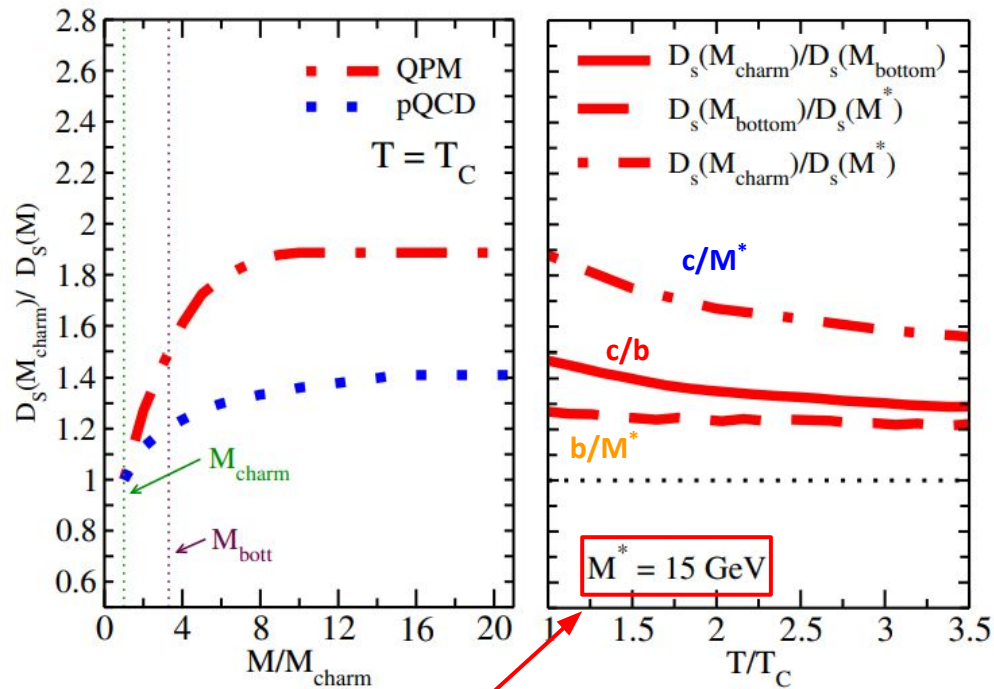 2.8
2.6
2.4
2.2
2
1.8
1.6
1.4
1.2
1
0.8
0.6
D_S(M_charm)/ D_S(M)
QPM
pQCD
T = T_C
M_charm
M_bott
0 4 8 12 16 20
M/M_charm
D_s(M_charm)/D_s(M_bottom)
D_s(M_bottom)/D_s(M^*)
D_s(M_charm)/D_s(M^*)
c/M^*
c/b
b/M^*
M^* = 15 GeV
1 1.5 2 2.5 3 3.5
T/T_C